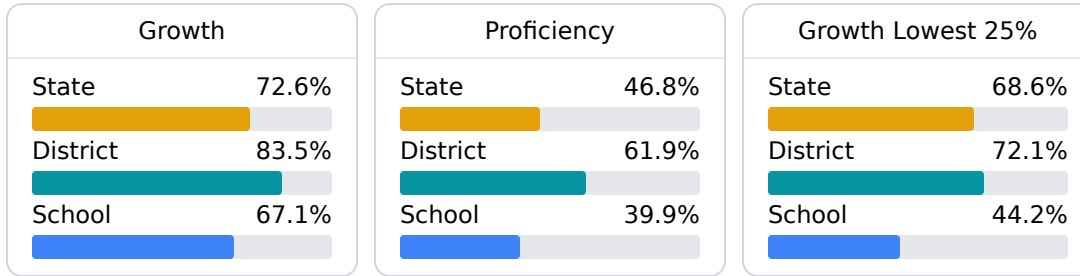 Growth
State 72.6%
District 83.5%
School 67.1%
Proficiency
State 46.8%
District 61.9%
School 39.9%
Growth Lowest 25%
State 68.6%
District 72.1%
School 44.2%